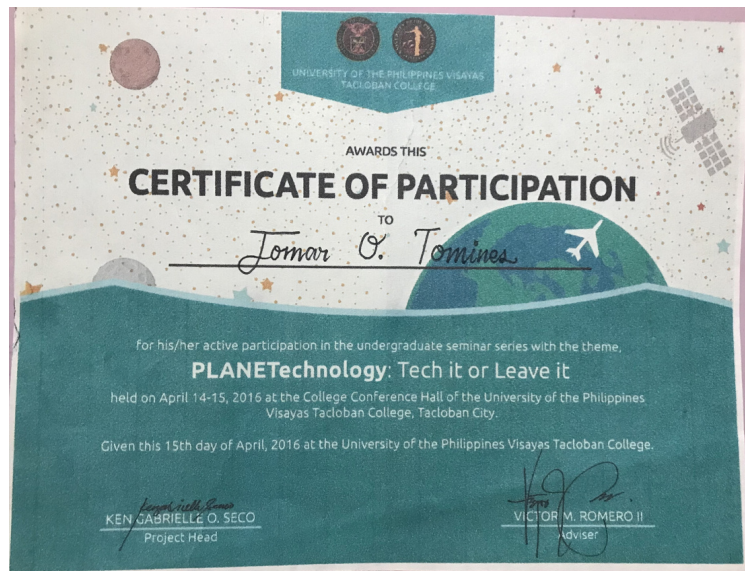 UNIVERSITY OF THE PHILIPPINES VISAYAS
TACLOBAN COLLEGE
AWARDS THIS
CERTIFICATE OF PARTICIPATION
TO
Jomar O. Tomines
for his/her active participation in the undergraduate seminar series with the theme,
PLANETechnology: Tech it or Leave it
held on April 14-15, 2016 at the College Conference Hall of the University of the Philippines
Visayas Tacloban College, Tacloban City.
Given this 15th day of April, 2016 at the University of the Philippines Visayas Tacloban College.
KEN GABRIELLE O. SECO
Project Head
VICTOR M. ROMERO II
Adviser